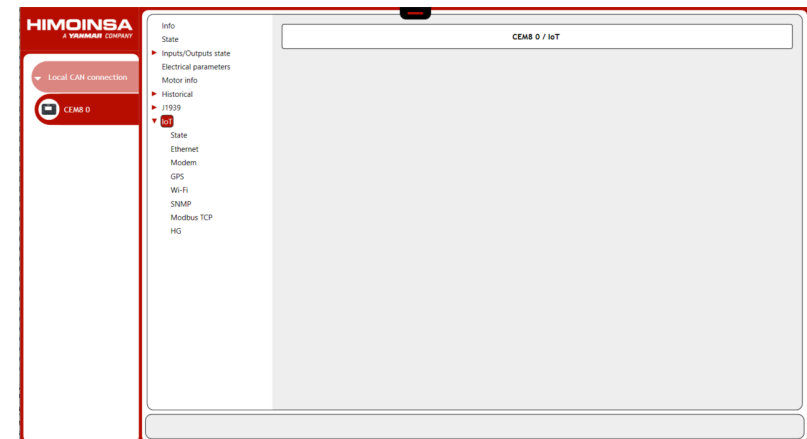 HIMOINSA
A YANMAR COMPANY
Local CAN connection
CEM8 0
Info
State
Inputs/Outputs state
Electrical parameters
Motor info
Historical
J1939
IoT
State
Ethernet
Modem
GPS
Wi-Fi
SNMP
Modbus TCP
HG
CEM8 0 / IoT